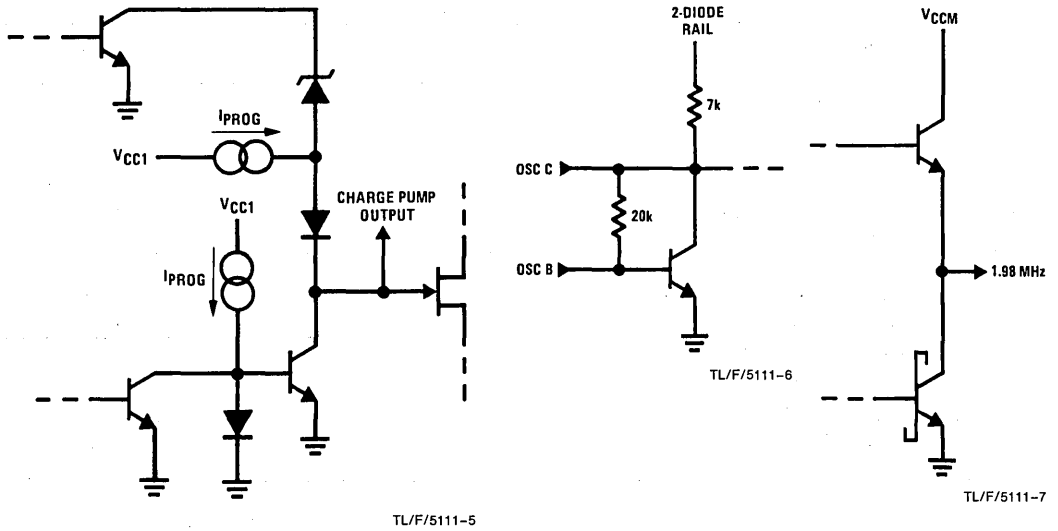 IPROG
VCC1
VCC1
IPROG
CHARGE PUMP
OUTPUT
TL/F/5111-5
2-DIODE
RAIL
7k
OSC C
20k
OSC B
TL/F/5111-6
VCCM
1.98 MHz
TL/F/5111-7